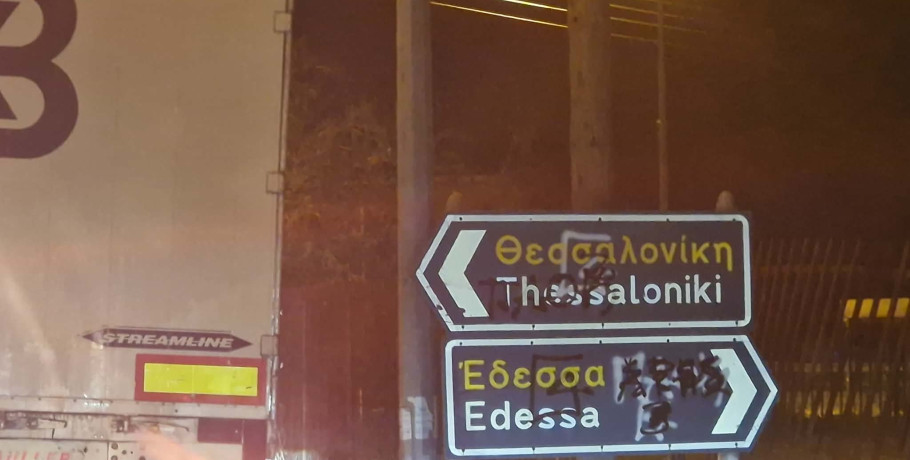 B
STREAMLINE
Θεσσαλονίκη
Thessaloniki
Έδεσσα
Edessa